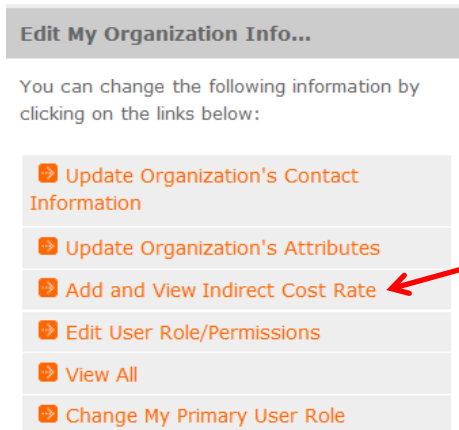 Edit My Organization Info...
You can change the following information by
clicking on the links below:
Update Organization's Contact
Information
Update Organization's Attributes
Add and View Indirect Cost Rate
Edit User Role/Permissions
View All
Change My Primary User Role